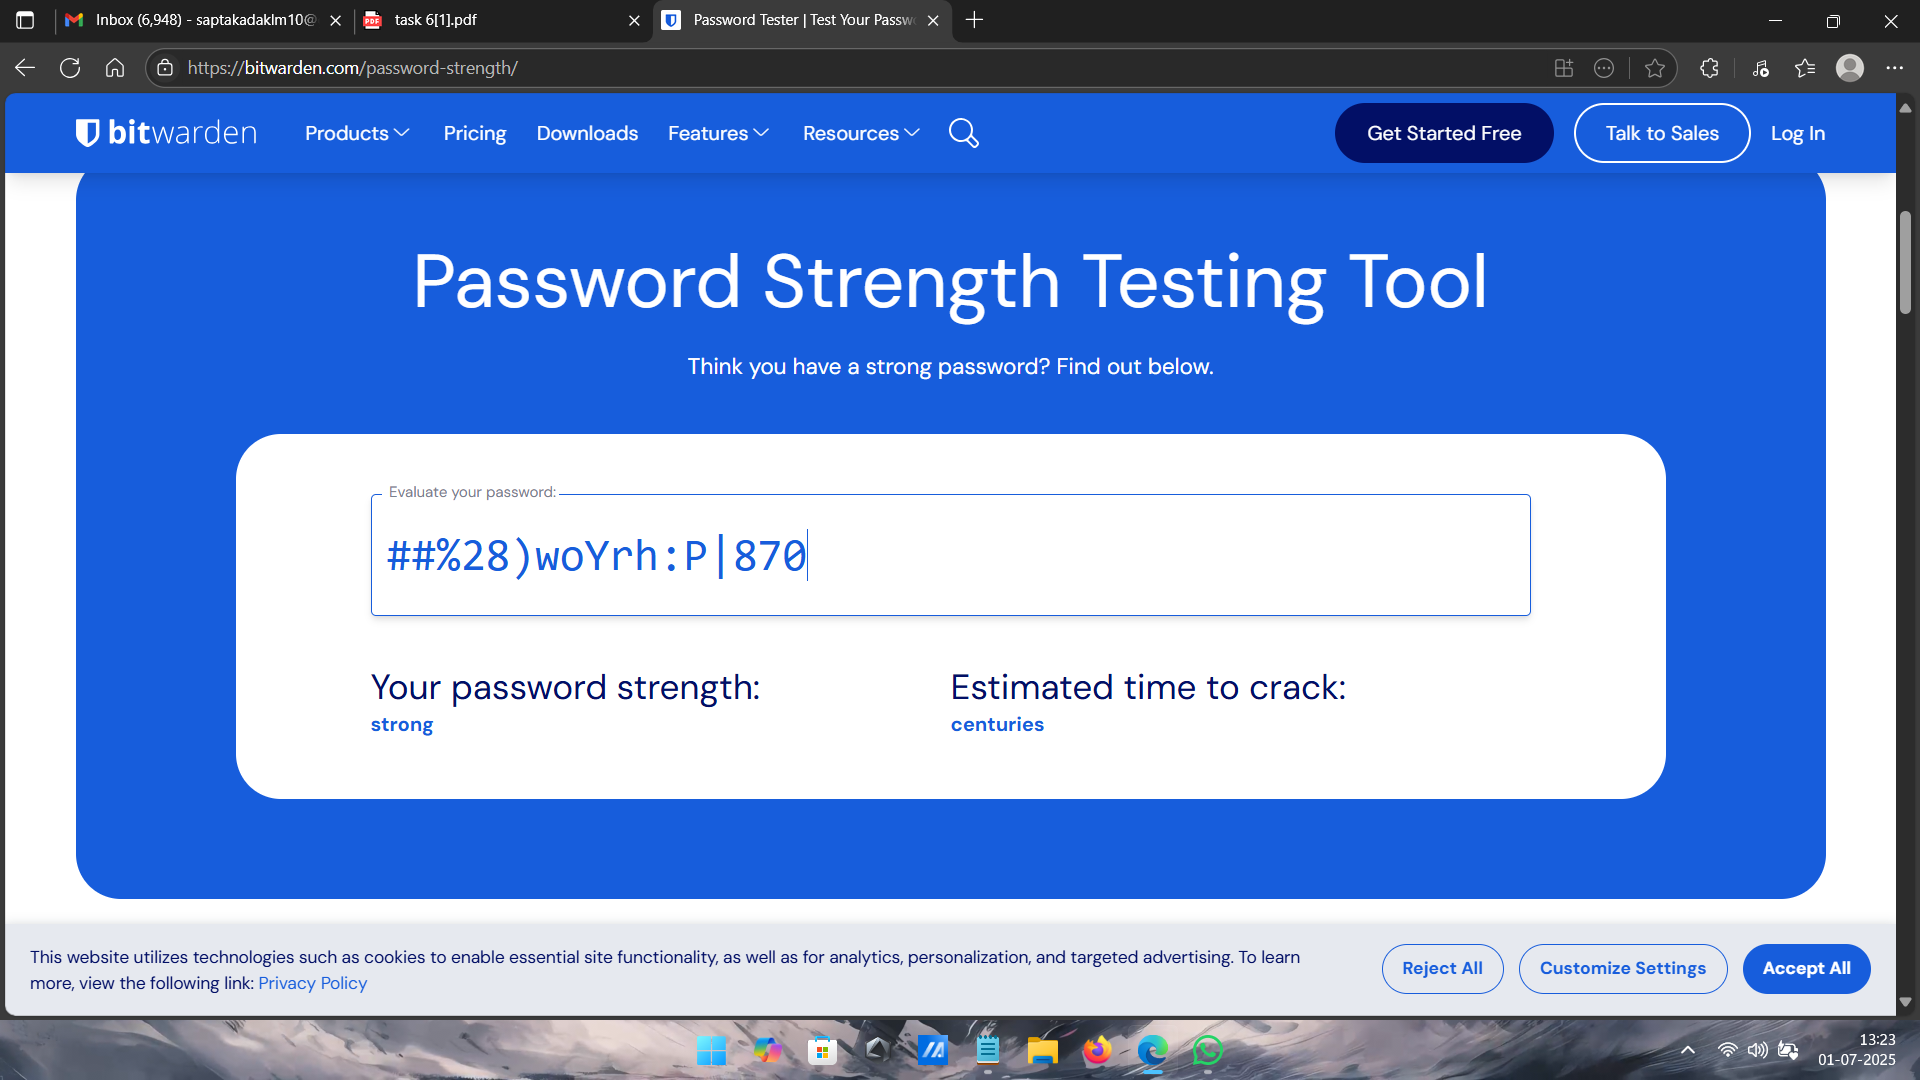 Inbox (6,948) - saptakadaklm10@
task 6[1].pdf
Password Tester | Test Your Passw
https://bitwarden.com/password-strength/
bitwarden
Products
Pricing
Downloads
Features
Resources
Get Started Free
Talk to Sales
Log In
Password Strength Testing Tool
Think you have a strong password? Find out below.
Evaluate your password:
##%28)woYrh:P|870
Your password strength:
strong
Estimated time to crack:
centuries
This website utilizes technologies such as cookies to enable essential site functionality, as well as for analytics, personalization, and targeted advertising. To learn
more, view the following link: Privacy Policy
Reject All
Customize Settings
Accept All
13:23
01-07-2025